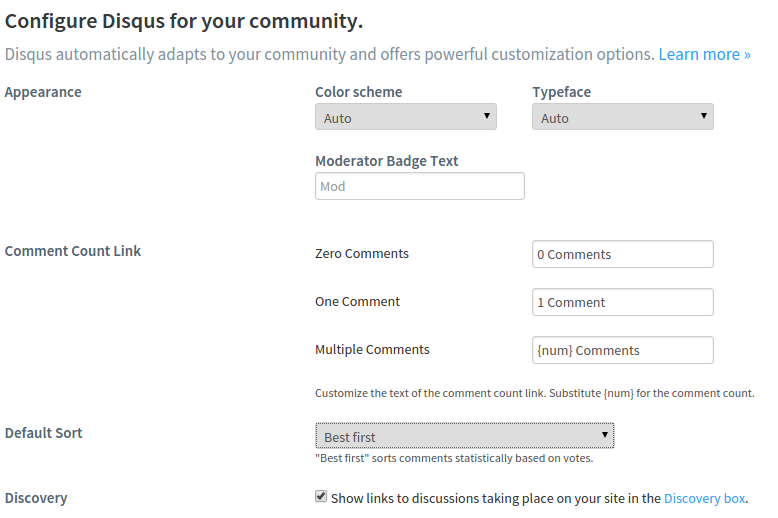 Configure Disqus for your community.
Disqus automatically adapts to your community and offers powerful customization options. Learn more »
Appearance
Color scheme
Typeface
Auto
Auto
Moderator Badge Text
Mod
Comment Count Link
Zero Comments
0 Comments
One Comment
1 Comment
Multiple Comments
{num} Comments
Customize the text of the comment count link. Substitute {num} for the comment count.
Default Sort
Best first
"Best first" sorts comments statistically based on votes.
Discovery
Show links to discussions taking place on your site in the Discovery box.